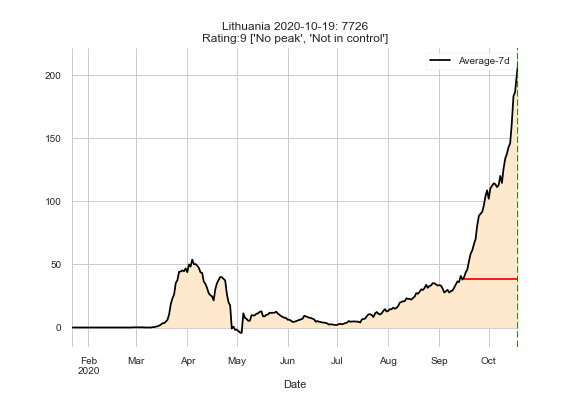 Lithuania 2020-10-19: 7726
Rating:9 ['No peak', 'Not in control']
Average-7d
200
150
100
50
0
Feb Mar Apr May Jun Jul Aug Sep Oct
2020
Date